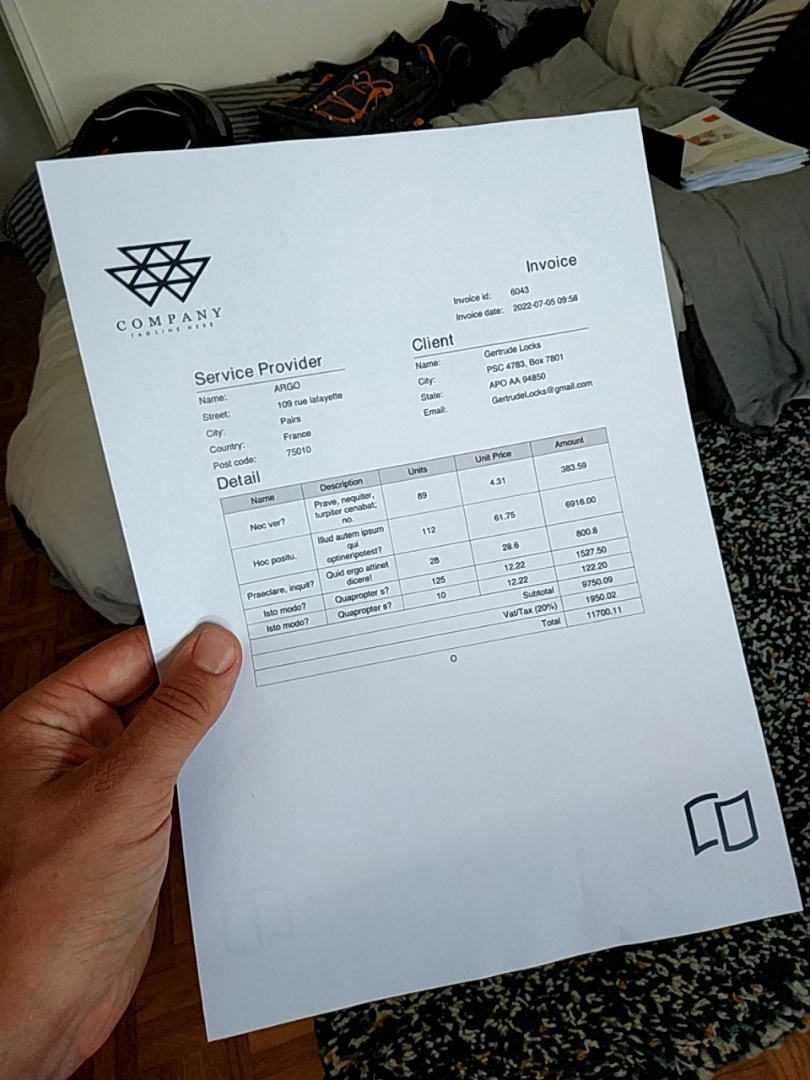 COMPANY
TAGLINE HERE
Invoice
Invoice id: 6043
Invoice date: 2022-07-05 09:58
Service Provider
Name: ARGO
Street: 109 rue lafayette
City: Pairs
Country: France
Post code: 75010
Client
Name: Gertrude Locks
City: PSC 4783, Box 7801
State: APO AA 94850
Email: GertrudeLocks@gmail.com
Detail
Name Description Units Unit Price Amount
Nec ver? Prave, nequiter, turpiter cenabat; no. 89 4.31 383.59
Hoc positu. Illud autem ipsum qui optineripotest? 112 61.75 6916.00
Praeclare, inquit? Quid ergo attinet dicere! 28 28.6 800.8
Isto modo? Quapropter s? 125 12.22 1527.50
Isto modo? Quapropter s? 10 12.22 122.20
Subtotal 9750.09
Vat/Tax (20%) 1950.02
Total 11700.11
O